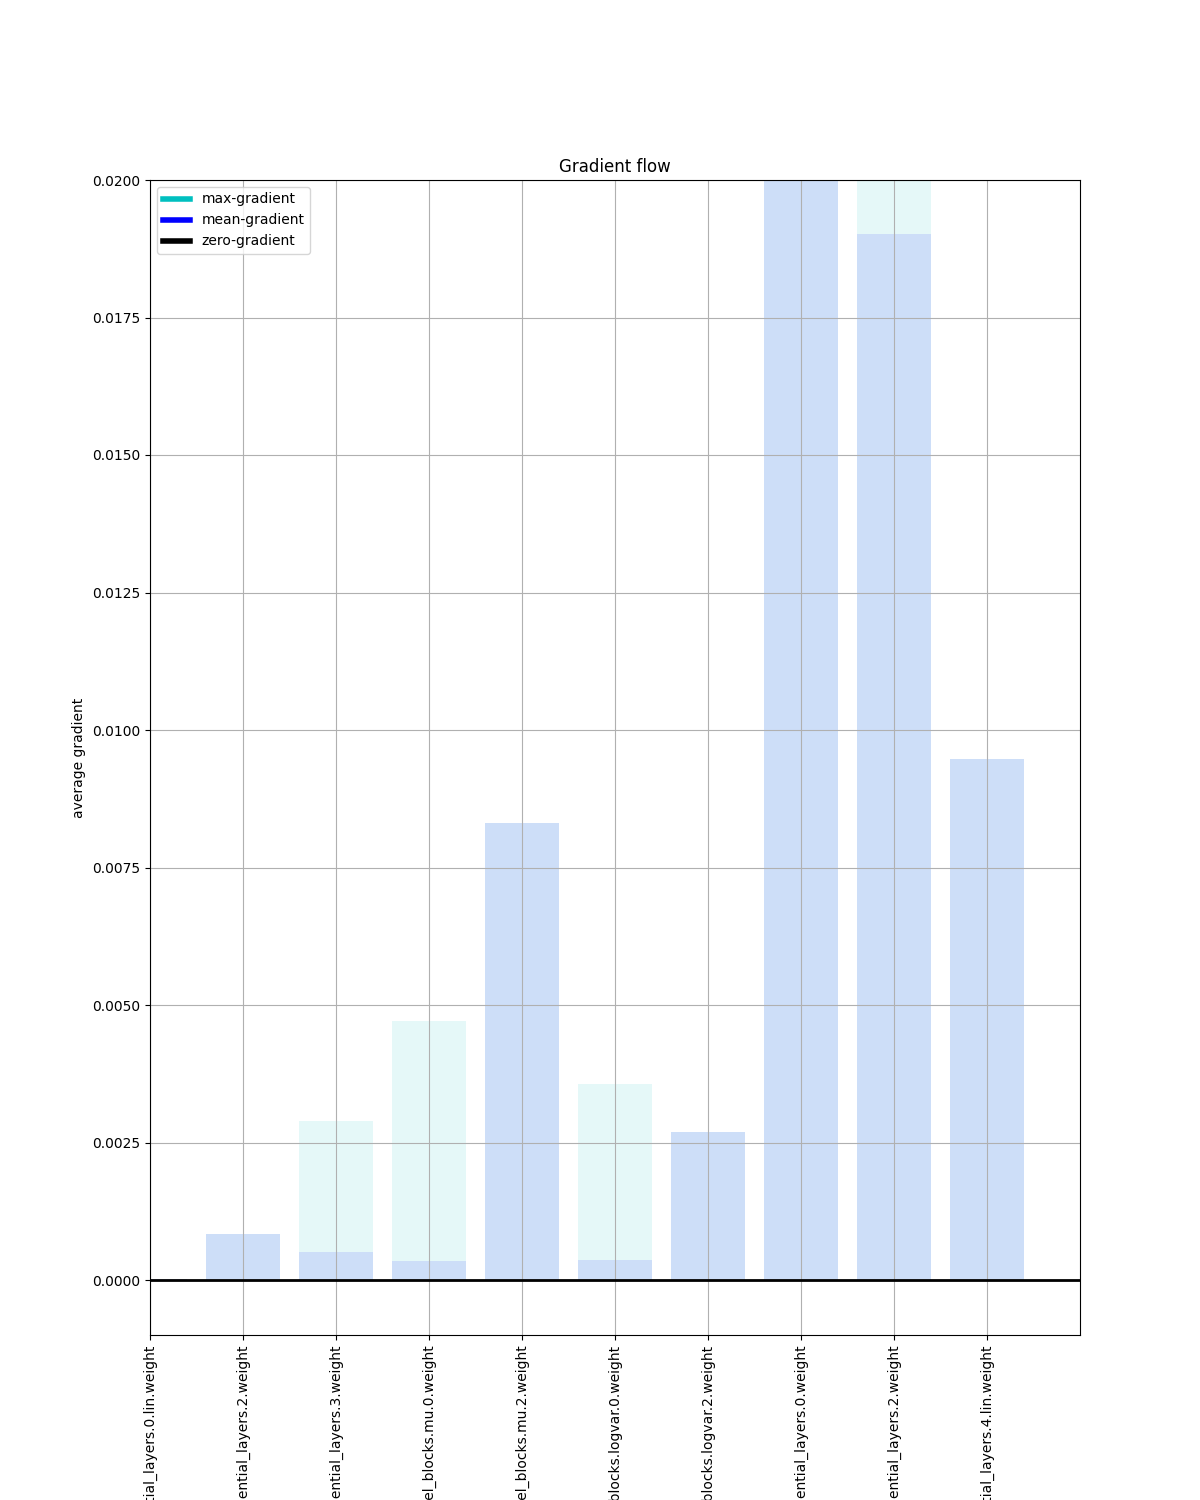 Gradient flow
max-gradient
mean-gradient
zero-gradient
0.0200
0.0175
0.0150
0.0125
0.0100
0.0075
0.0050
0.0025
0.0000
average gradient
tial_layers.0.lin.weight
ential_layers.2.weight
ential_layers.3.weight
el_blocks.mu.0.weight
el_blocks.mu.2.weight
blocks.logvar.0.weight
blocks.logvar.2.weight
ential_layers.0.weight
ential_layers.2.weight
tial_layers.4.lin.weight